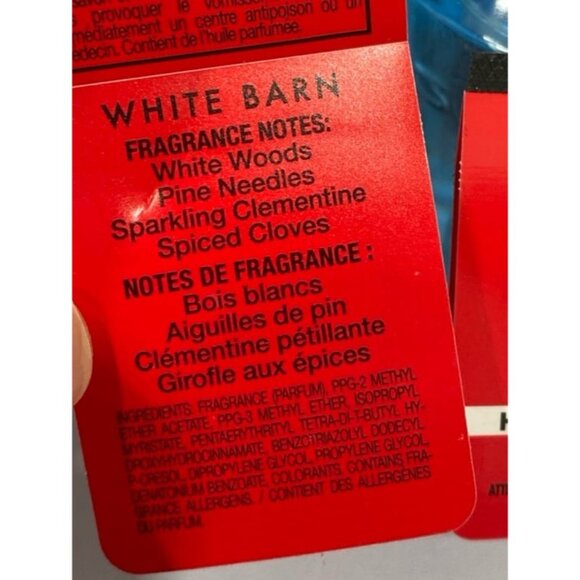 provoquer le vomisse
médiatement un centre antipoison ou un
edecin. Contient de l'huile parfumée.
WHITE BARN
FRAGRANCE NOTES:
White Woods
Pine Needles
Sparkling Clementine
Spiced Cloves
NOTES DE FRAGRANCE :
Bois blancs
Aiguilles de pin
Clémentine pétillante
Girofle aux épices
INGREDIENTS: FRAGRANCE (PARFUM), PPG-2 METHYL
ETHER ACETATE, PPG-3 METHYL ETHER, ISOPROPYL
MYRISTATE, PENTAERYTHRITYL TETRA-DI-T-BUTYL HY-
DROXYHYDROCINNAMATE, BENZOTRIAZOLYL DODECYL
P-CRESOL, DIPROPYLENE GLYCOL, PROPYLENE GLYCOL,
DENATONIUM BENZOATE, COLORANTS. CONTAINS FRA-
GRANCE ALLERGENS. / CONTIENT DES ALLERGÈNES
DU PARFUM.
H
ATTE